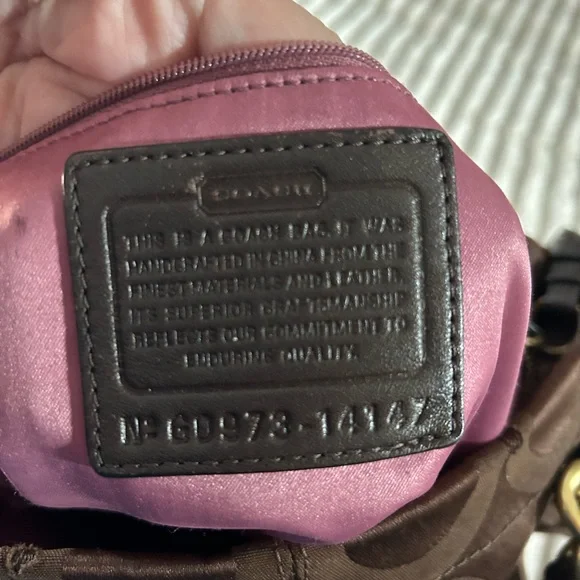 COACH
THIS IS A COACH BAG. IT WAS
HANDCRAFTED IN CHINA FROM THE
FINEST MATERIALS AND LEATHER.
ITS SUPERIOR CRAFTSMANSHIP
REFLECTS OUR COMMITMENT TO
ENDURING QUALITY.
Nº G0973-14147